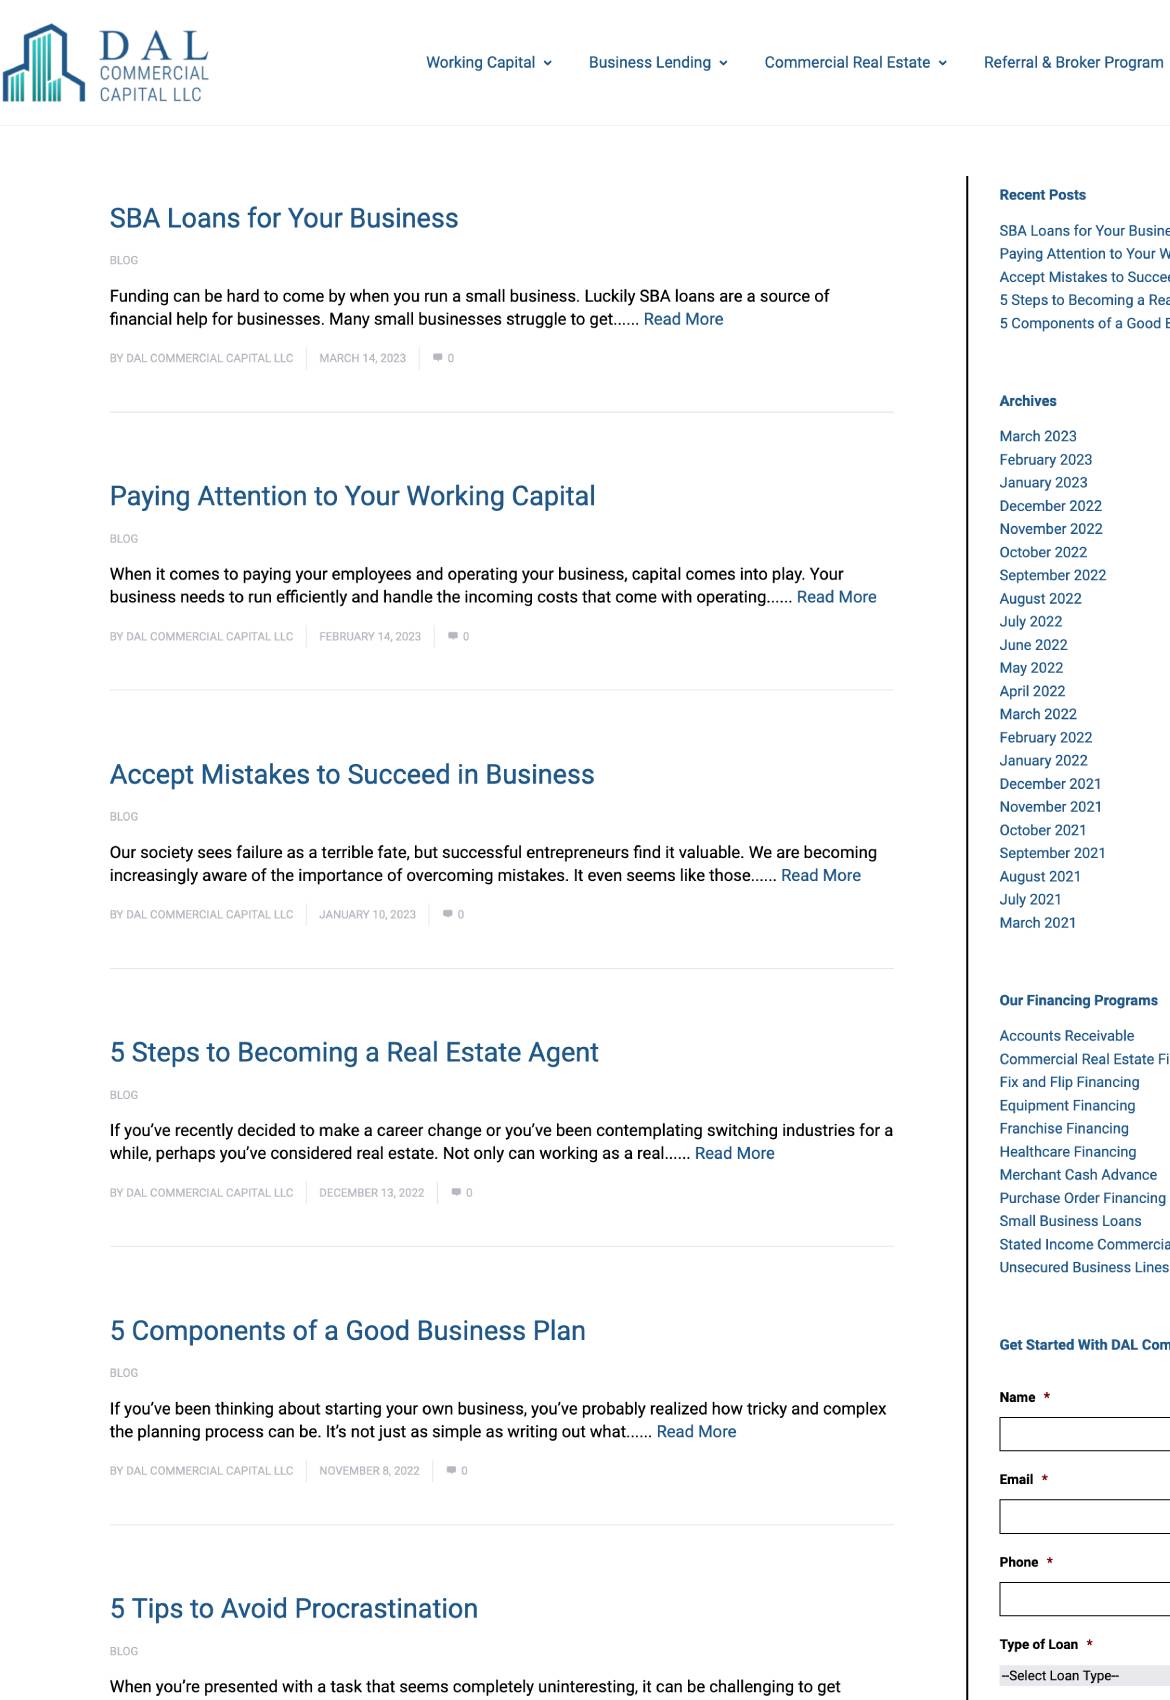 DAL
COMMERCIAL
CAPITAL LLC
Working Capital
Business Lending
Commercial Real Estate
Referral & Broker Program
SBA Loans for Your Business
BLOG
Funding can be hard to come by when you run a small business. Luckily SBA loans are a source of
financial help for businesses. Many small businesses struggle to get...... Read More
BY DAL COMMERCIAL CAPITAL LLC
MARCH 14, 2023
0
Paying Attention to Your Working Capital
BLOG
When it comes to paying your employees and operating your business, capital comes into play. Your
business needs to run efficiently and handle the incoming costs that come with operating...... Read More
BY DAL COMMERCIAL CAPITAL LLC
FEBRUARY 14, 2023
0
Accept Mistakes to Succeed in Business
BLOG
Our society sees failure as a terrible fate, but successful entrepreneurs find it valuable. We are becoming
increasingly aware of the importance of overcoming mistakes. It even seems like those...... Read More
BY DAL COMMERCIAL CAPITAL LLC
JANUARY 10, 2023
0
5 Steps to Becoming a Real Estate Agent
BLOG
If you’ve recently decided to make a career change or you’ve been contemplating switching industries for a
while, perhaps you’ve considered real estate. Not only can working as a real...... Read More
BY DAL COMMERCIAL CAPITAL LLC
DECEMBER 13, 2022
0
5 Components of a Good Business Plan
BLOG
If you’ve been thinking about starting your own business, you’ve probably realized how tricky and complex
the planning process can be. It’s not just as simple as writing out what...... Read More
BY DAL COMMERCIAL CAPITAL LLC
NOVEMBER 8, 2022
0
5 Tips to Avoid Procrastination
BLOG
When you’re presented with a task that seems completely uninteresting, it can be challenging to get
Recent Posts
SBA Loans for Your Busine
Paying Attention to Your W
Accept Mistakes to Succee
5 Steps to Becoming a Rea
5 Components of a Good B
Archives
March 2023
February 2023
January 2023
December 2022
November 2022
October 2022
September 2022
August 2022
July 2022
June 2022
May 2022
April 2022
March 2022
February 2022
January 2022
December 2021
November 2021
October 2021
September 2021
August 2021
July 2021
March 2021
Our Financing Programs
Accounts Receivable
Commercial Real Estate Fi
Fix and Flip Financing
Equipment Financing
Franchise Financing
Healthcare Financing
Merchant Cash Advance
Purchase Order Financing
Small Business Loans
Stated Income Commercia
Unsecured Business Lines
Get Started With DAL Com
Name *
Email *
Phone *
Type of Loan *
--Select Loan Type--